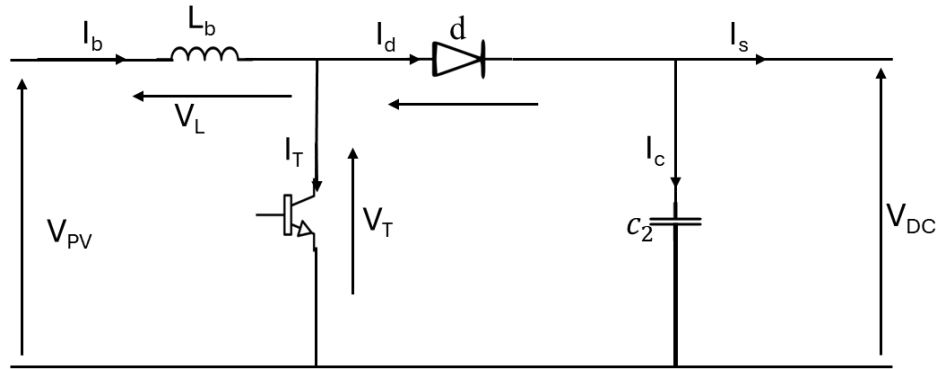 I_b
L_b
I_d
d
I_s
V_L
I_T
I_c
V_PV
V_T
c_2
V_DC